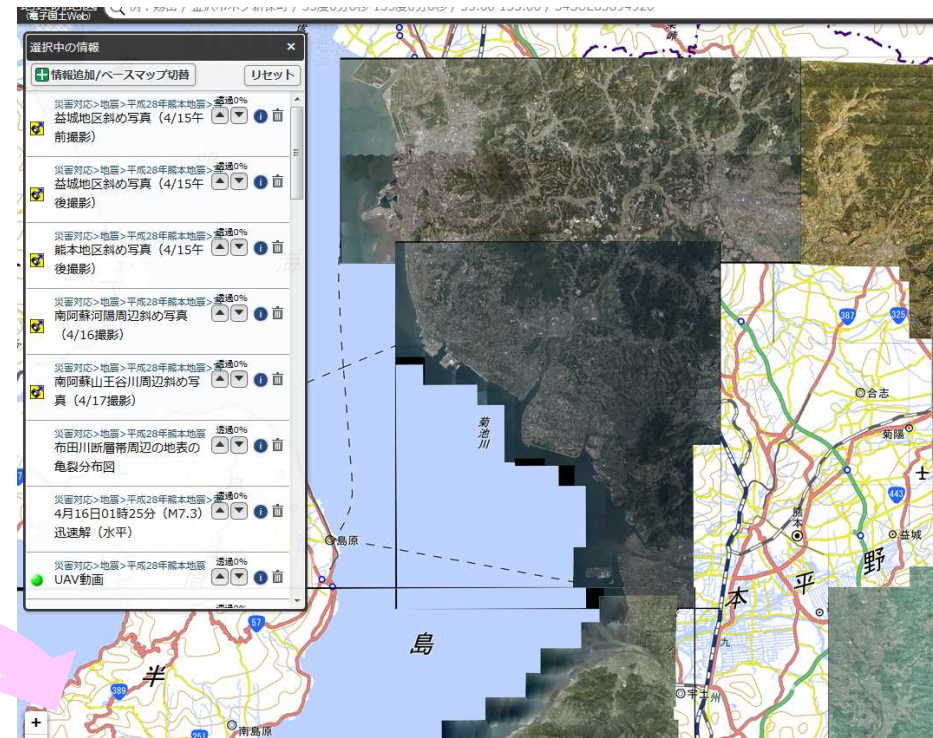 (電子国土Web)
選択中の情報
×
情報追加/ベースマップ切替
リセット
災害対応>地震>平成28年熊本地震>
透過0%
益城地区斜め写真（4/15午
前撮影）
災害対応>地震>平成28年熊本地震>
透過0%
益城地区斜め写真（4/15午
後撮影）
災害対応>地震>平成28年熊本地震>
透過0%
熊本地区斜め写真（4/15午
後撮影）
災害対応>地震>平成28年熊本地震>
透過0%
南阿蘇河陽周辺斜め写真
（4/16撮影）
災害対応>地震>平成28年熊本地震>
透過0%
南阿蘇山王谷川周辺斜め写
真（4/17撮影）
災害対応>地震>平成28年熊本地震
透過0%
布田川断層帯周辺の地表の
亀裂分布図
災害対応>地震>平成28年熊本地震>
透過0%
4月16日01時25分（M7.3）
迅速解（水平）
災害対応>地震>平成28年熊本地震
透過0%
UAV動画
387
325
合志
菊池川
菊陽
443
熊本
益城
島原
野
平
本
九
州
57
島
半
389
宇土
+
南島原
251